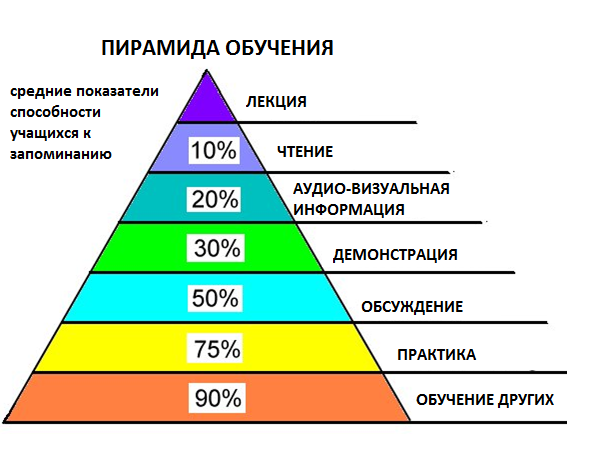 ПИРАМИДА ОБУЧЕНИЯ
средние показатели
способности
учащихся к
запоминанию
ЛЕКЦИЯ
10%
ЧТЕНИЕ
20%
АУДИО-ВИЗУАЛЬНАЯ
ИНФОРМАЦИЯ
30%
ДЕМОНСТРАЦИЯ
50%
ОБСУЖДЕНИЕ
75%
ПРАКТИКА
90%
ОБУЧЕНИЕ ДРУГИХ